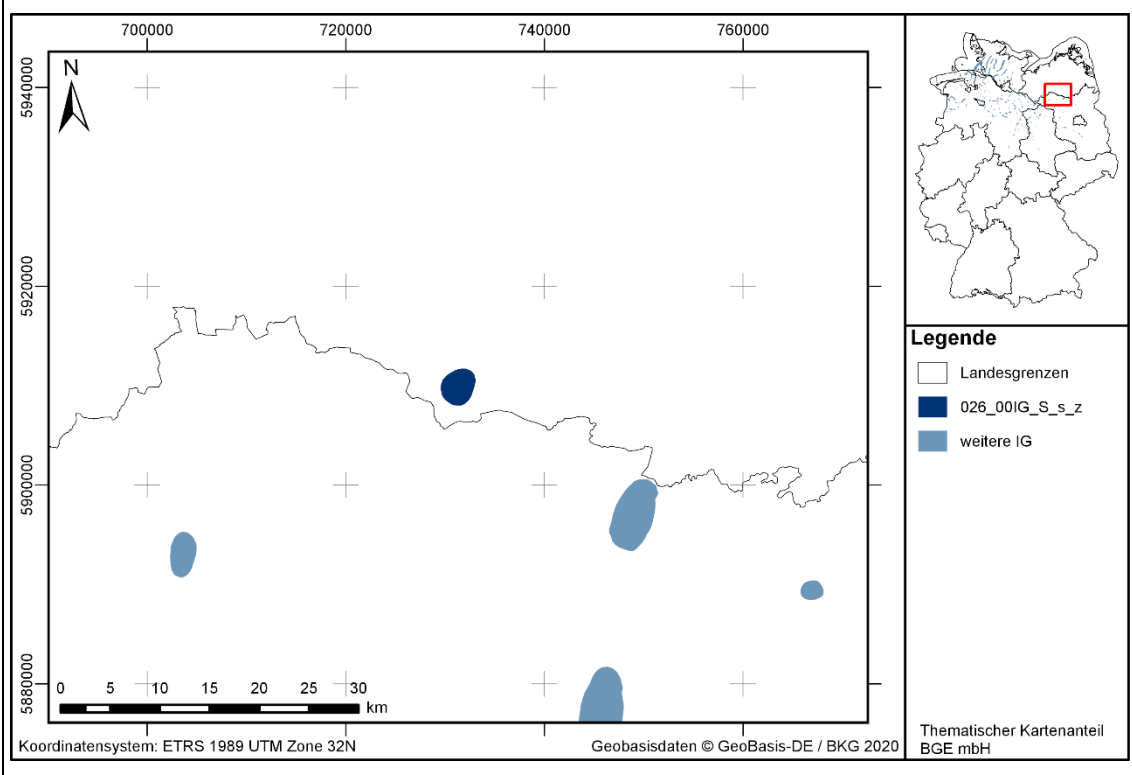 700000 720000 740000 760000
5940000
5920000
5900000
5880000
N
0 5 10 15 20 25 30
km
Koordinatensystem: ETRS 1989 UTM Zone 32N
Geobasisdaten © GeoBasis-DE / BKG 2020
Legende
Landesgrenzen
026_00IG_S_s_z
weitere IG
Thematischer Kartenanteil
BGE mbH